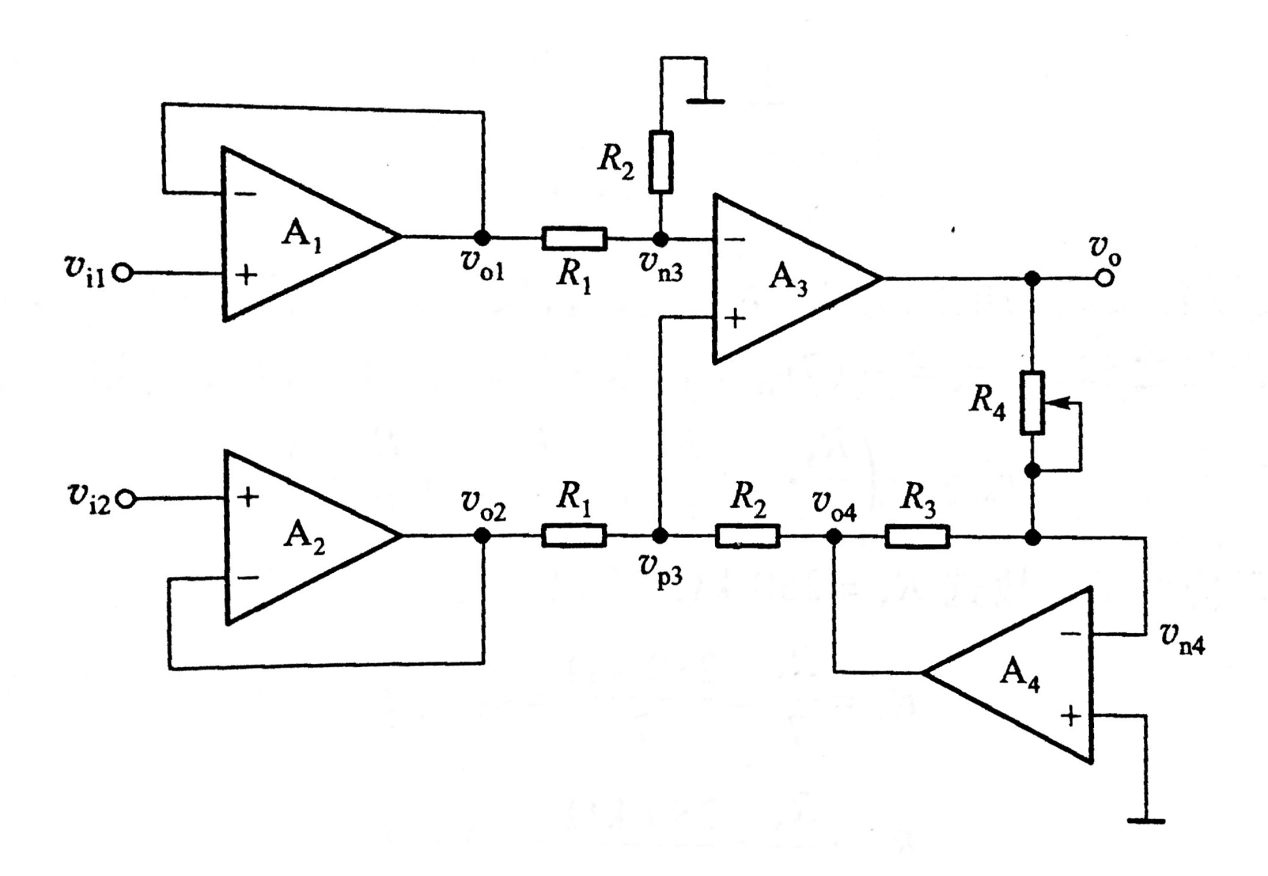 R₂
− A₁ +
vᵢ₁ vₒ₁ R₁ vₙ₃
− A₃ +
vₒ
R₄
vᵢ₂ + A₂ −
vₒ₂ R₁ vₚ₃ R₂ vₒ₄ R₃
− A₄ +
vₙ₄